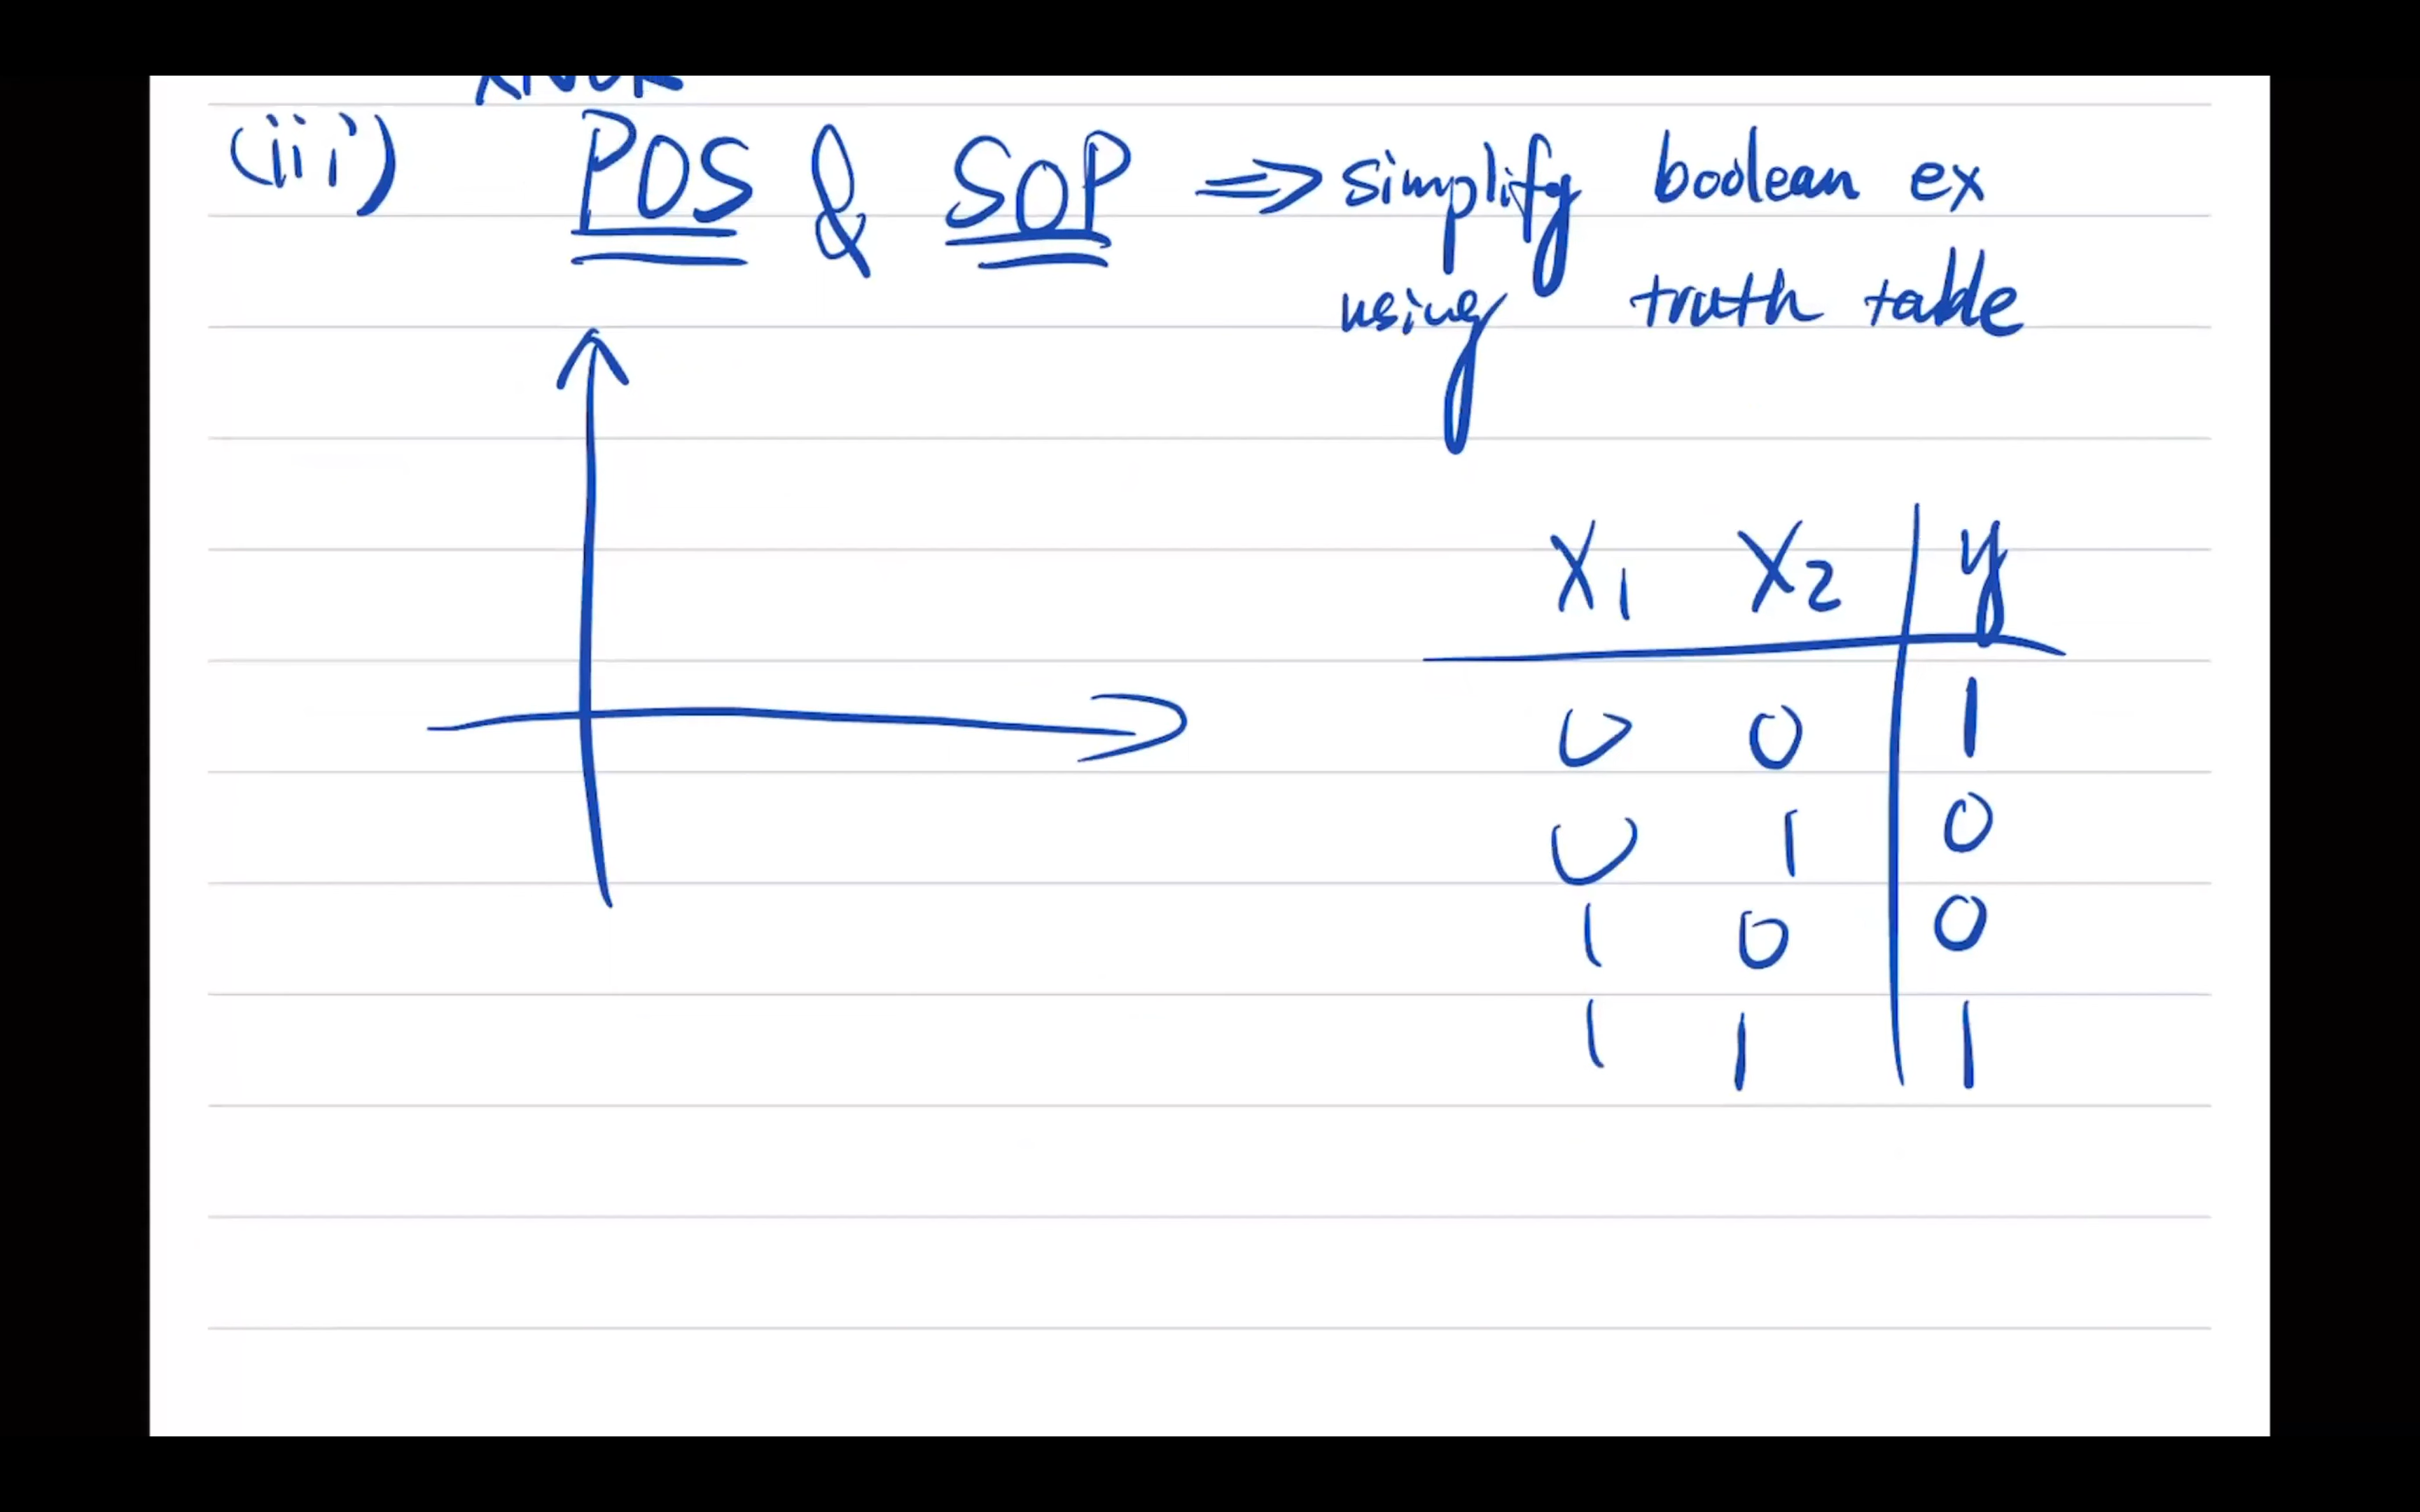 XNOR
(iii) POS & SOP ⇒ simplify boolean ex
using truth table
X1 X2 y
0 0 1
0 1 0
1 0 0
1 1 1